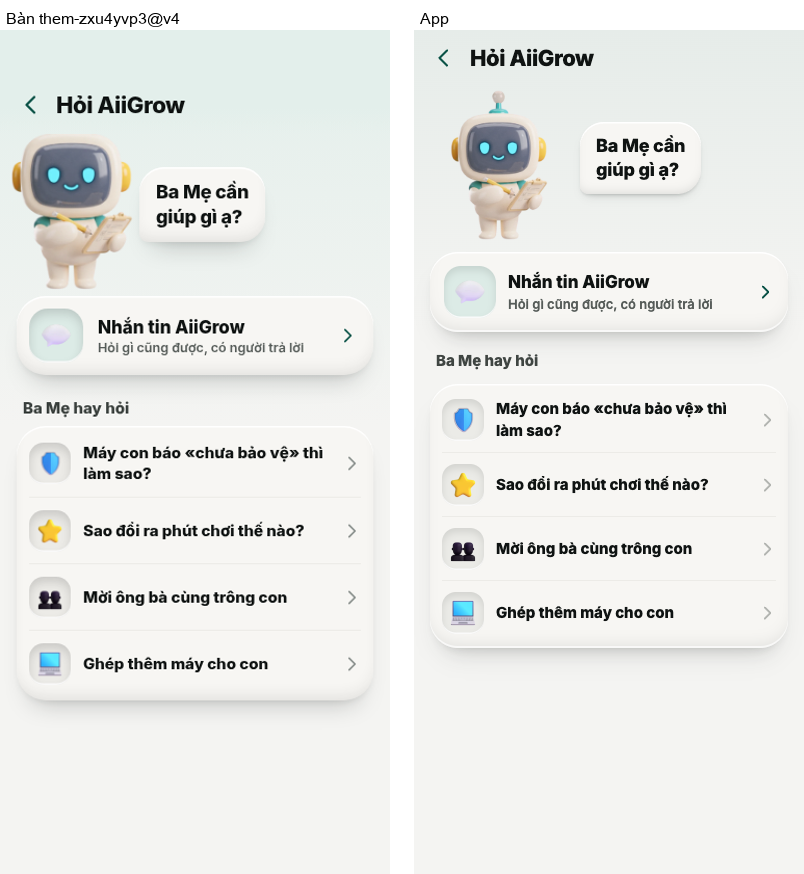 Bản them-zxu4yvp3@v4
Hỏi AiiGrow
Ba Mẹ cần
giúp gì ạ?
Nhắn tin AiiGrow
Hỏi gì cũng được, có người trả lời
Ba Mẹ hay hỏi
Máy con báo «chưa bảo vệ» thì
làm sao?
Sao đổi ra phút chơi thế nào?
Mời ông bà cùng trông con
Ghép thêm máy cho con
App
Hỏi AiiGrow
Ba Mẹ cần
giúp gì ạ?
Nhắn tin AiiGrow
Hỏi gì cũng được, có người trả lời
Ba Mẹ hay hỏi
Máy con báo «chưa bảo vệ» thì
làm sao?
Sao đổi ra phút chơi thế nào?
Mời ông bà cùng trông con
Ghép thêm máy cho con